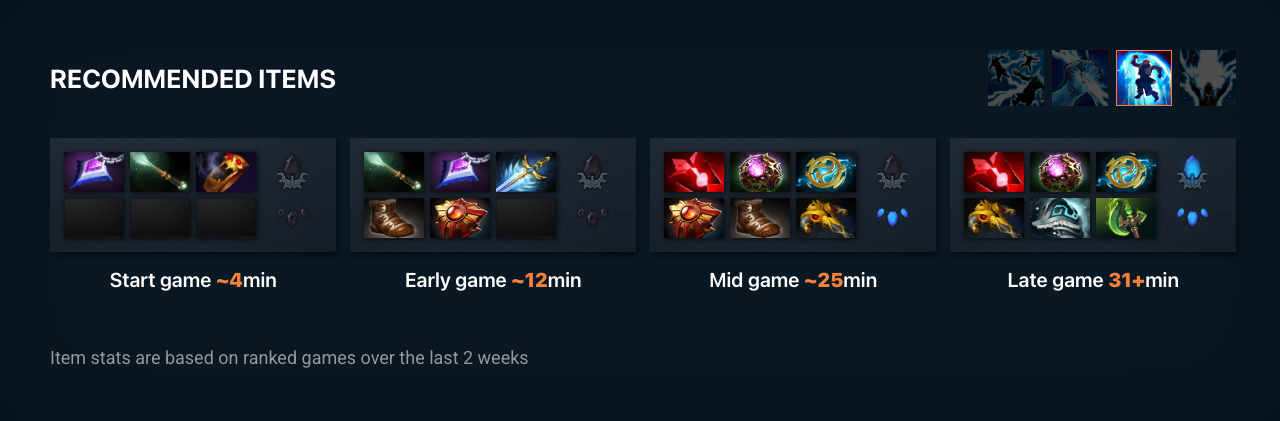 RECOMMENDED ITEMS
Start game ~4min
Early game ~12min
Mid game ~25min
Late game 31+min
Item stats are based on ranked games over the last 2 weeks